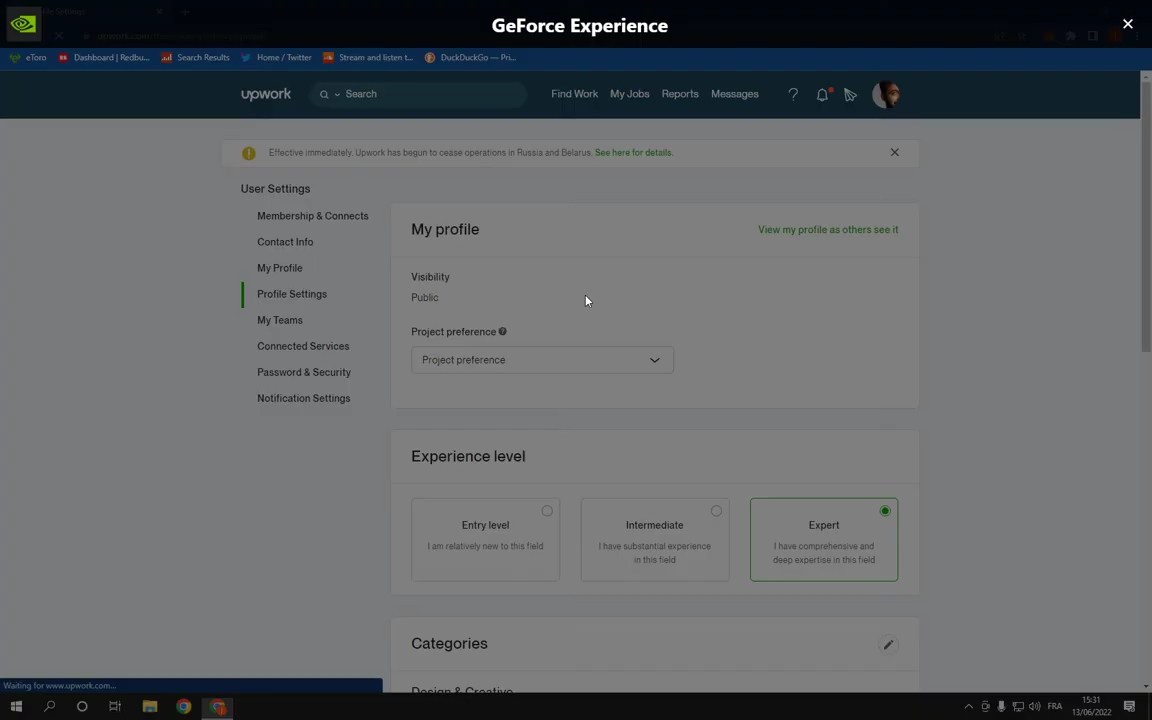 GeForce Experience
My Settings
eToro
Dashboard | Redbu...
Search Results
Home / Twitter
Stream and listen t...
DuckDuckGo — Pri...
upwork
Search
Find Work
My Jobs
Reports
Messages
Effective immediately, Upwork has begun to cease operations in Russia and Belarus. See here for details.
User Settings
Membership & Connects
Contact Info
My Profile
Profile Settings
My Teams
Connected Services
Password & Security
Notification Settings
My profile
View my profile as others see it
Visibility
Public
Project preference
Project preference
Experience level
Entry level
I am relatively new to this field
Intermediate
I have substantial experience
in this field
Expert
I have comprehensive and
deep expertise in this field
Categories
Design & Creative
Waiting for www.upwork.com...
FRA
15:31
13/06/2022